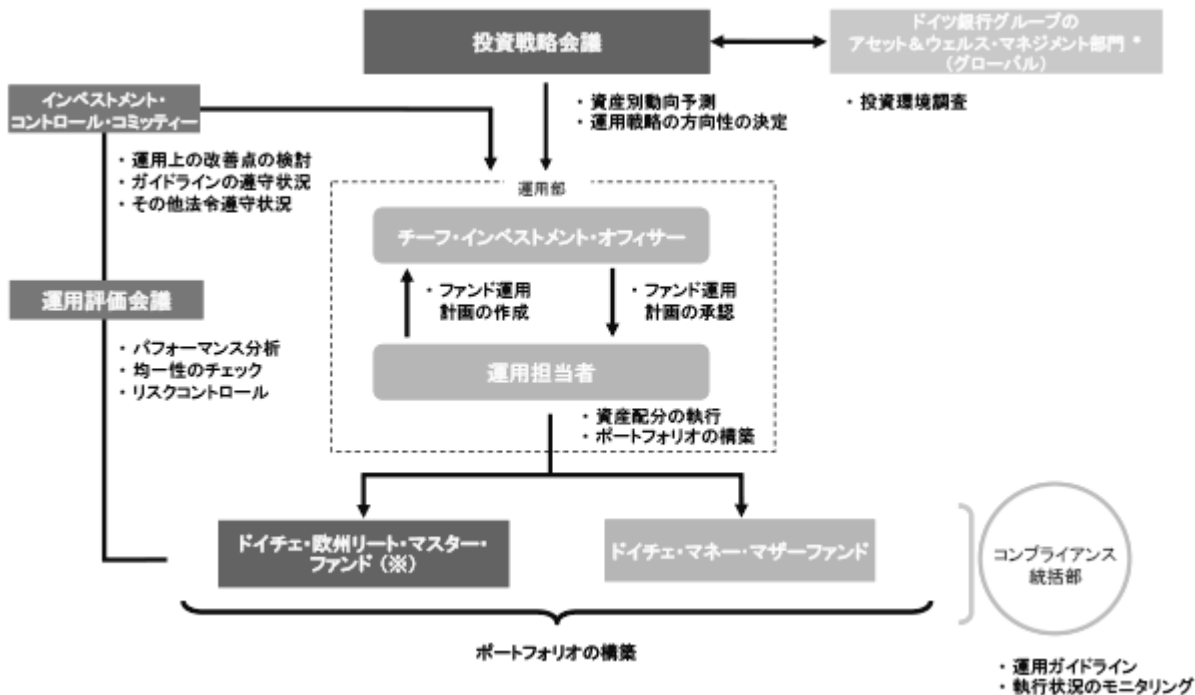 投資戦略会議
ドイツ銀行グループの
アセット＆ウェルス・マネジメント部門＊
（グローバル）
・資産別動向予測
・運用戦略の方向性の決定
・投資環境調査
インベストメント・
コントロール・コミッティー
・運用上の改善点の検討
・ガイドラインの遵守状況
・その他法令遵守状況
運用部
チーフ・インベストメント・オフィサー
・ファンド運用
計画の作成
・ファンド運用
計画の承認
運用評価会議
・パフォーマンス分析
・均一性のチェック
・リスクコントロール
運用担当者
・資産配分の執行
・ポートフォリオの構築
ドイチェ・欧州リート・マスター・
ファンド（※）
ドイチェ・マネー・マザーファンド
コンプライアンス
統括部
ポートフォリオの構築
・運用ガイドライン
・執行状況のモニタリング